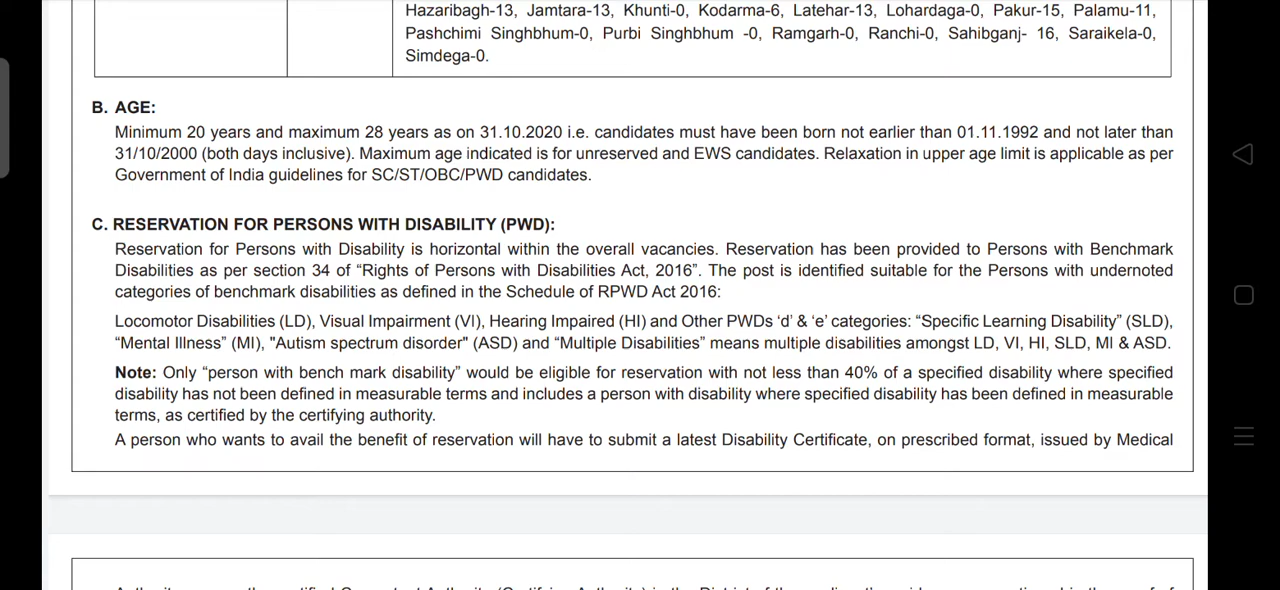 Hazaribagh-13, Jamtara-13, Khunti-0, Kodarma-6, Latehar-13, Lohardaga-0, Pakur-15, Palamu-11,
Pashchimi Singhbhum-0, Purbi Singhbhum -0, Ramgarh-0, Ranchi-0, Sahibganj- 16, Saraikela-0,
Simdega-0.
B. AGE:
Minimum 20 years and maximum 28 years as on 31.10.2020 i.e. candidates must have been born not earlier than 01.11.1992 and not later than
31/10/2000 (both days inclusive). Maximum age indicated is for unreserved and EWS candidates. Relaxation in upper age limit is applicable as per
Government of India guidelines for SC/ST/OBC/PWD candidates.
C. RESERVATION FOR PERSONS WITH DISABILITY (PWD):
Reservation for Persons with Disability is horizontal within the overall vacancies. Reservation has been provided to Persons with Benchmark
Disabilities as per section 34 of “Rights of Persons with Disabilities Act, 2016”. The post is identified suitable for the Persons with undernoted
categories of benchmark disabilities as defined in the Schedule of RPWD Act 2016:
Locomotor Disabilities (LD), Visual Impairment (VI), Hearing Impaired (HI) and Other PWDs ‘d’ & ‘e’ categories: “Specific Learning Disability” (SLD),
“Mental Illness” (MI), "Autism spectrum disorder" (ASD) and “Multiple Disabilities” means multiple disabilities amongst LD, VI, HI, SLD, MI & ASD.
Note: Only “person with bench mark disability” would be eligible for reservation with not less than 40% of a specified disability where specified
disability has not been defined in measurable terms and includes a person with disability where specified disability has been defined in measurable
terms, as certified by the certifying authority.
A person who wants to avail the benefit of reservation will have to submit a latest Disability Certificate, on prescribed format, issued by Medical